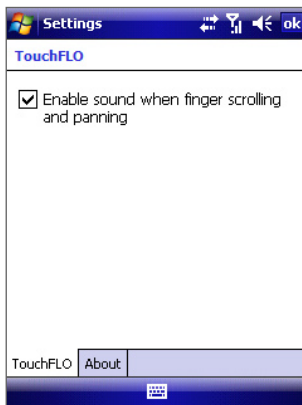 Settings ok
TouchFLO
Enable sound when finger scrolling
and panning
TouchFLO About